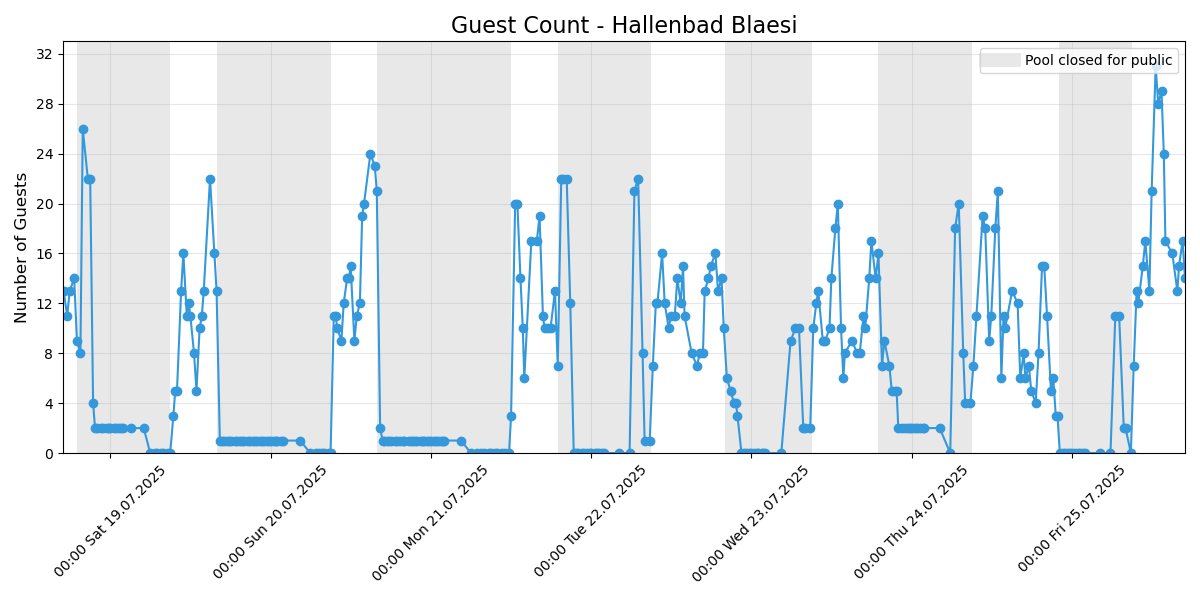 Guest Count - Hallenbad Blaesi
Pool closed for public
Number of Guests
32
28
24
20
16
12
8
4
0
00:00 Sat 19.07.2025
00:00 Sun 20.07.2025
00:00 Mon 21.07.2025
00:00 Tue 22.07.2025
00:00 Wed 23.07.2025
00:00 Thu 24.07.2025
00:00 Fri 25.07.2025